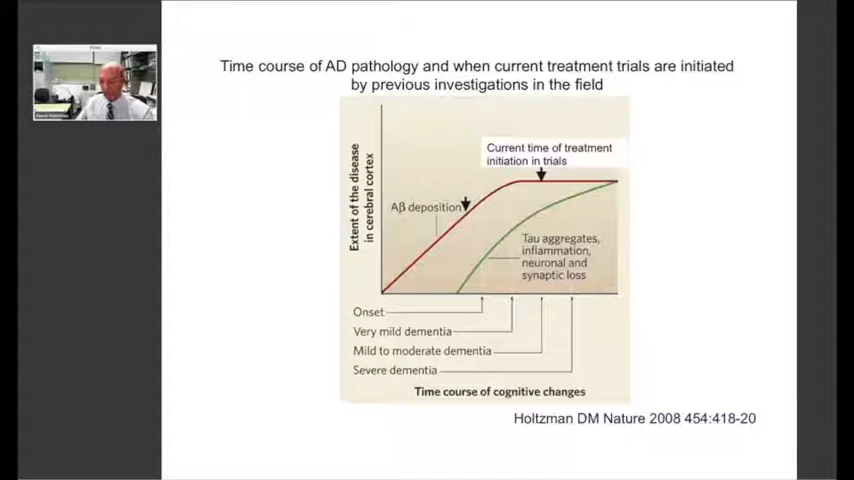 Time course of AD pathology and when current treatment trials are initiated
by previous investigations in the field
Extent of the disease
in cerebral cortex
Current time of treatment
initiation in trials
Aβ deposition
Tau aggregates,
inflammation,
neuronal and
synaptic loss
Onset
Very mild dementia
Mild to moderate dementia
Severe dementia
Time course of cognitive changes
Holtzman DM Nature 2008 454:418-20